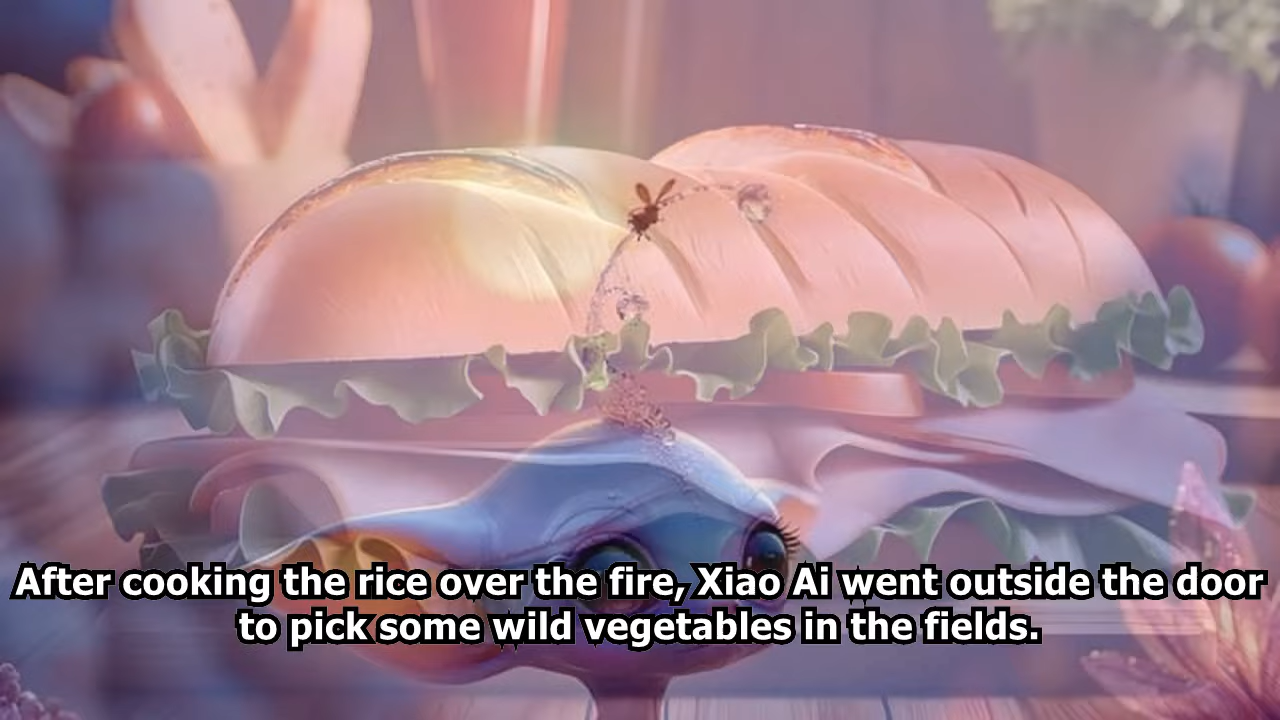 After cooking the rice over the fire, Xiao Ai went outside the door
to pick some wild vegetables in the fields.